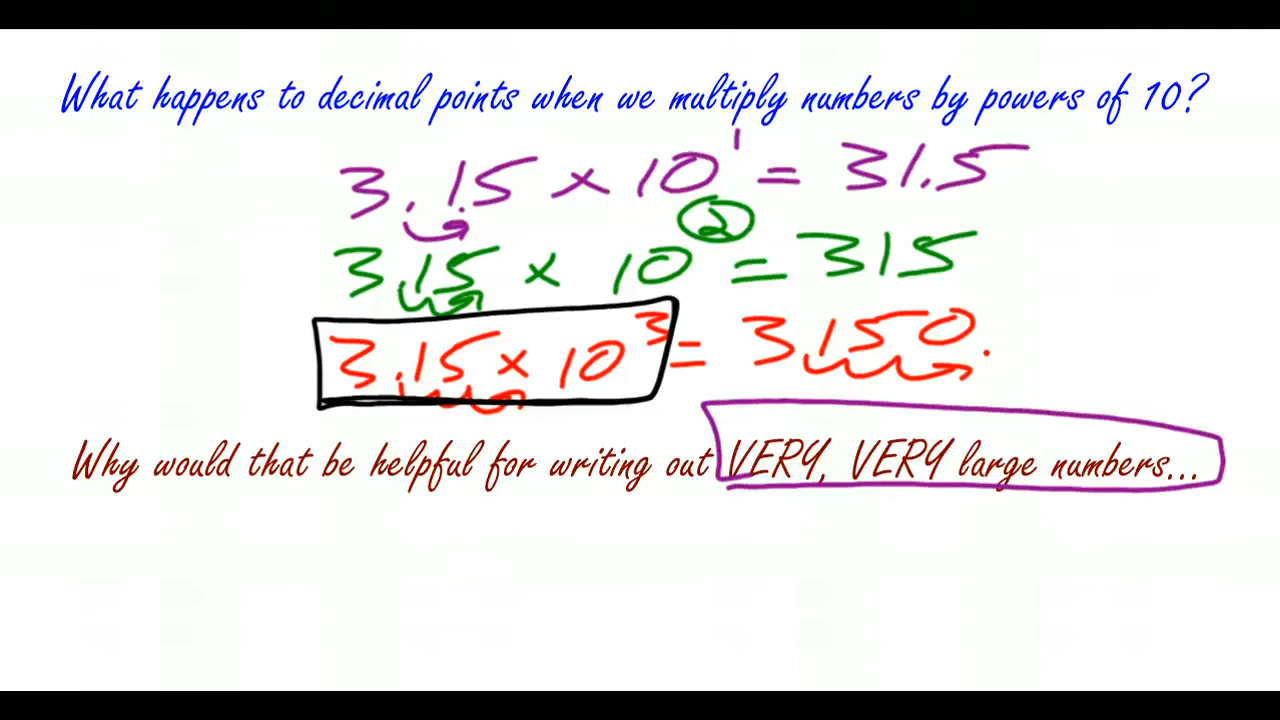 What happens to decimal points when we multiply numbers by powers of 10?
3.15 × 10¹ = 31.5
3.15 × 10² = 315
3.15 × 10³ = 3150.
Why would that be helpful for writing out VERY, VERY large numbers...